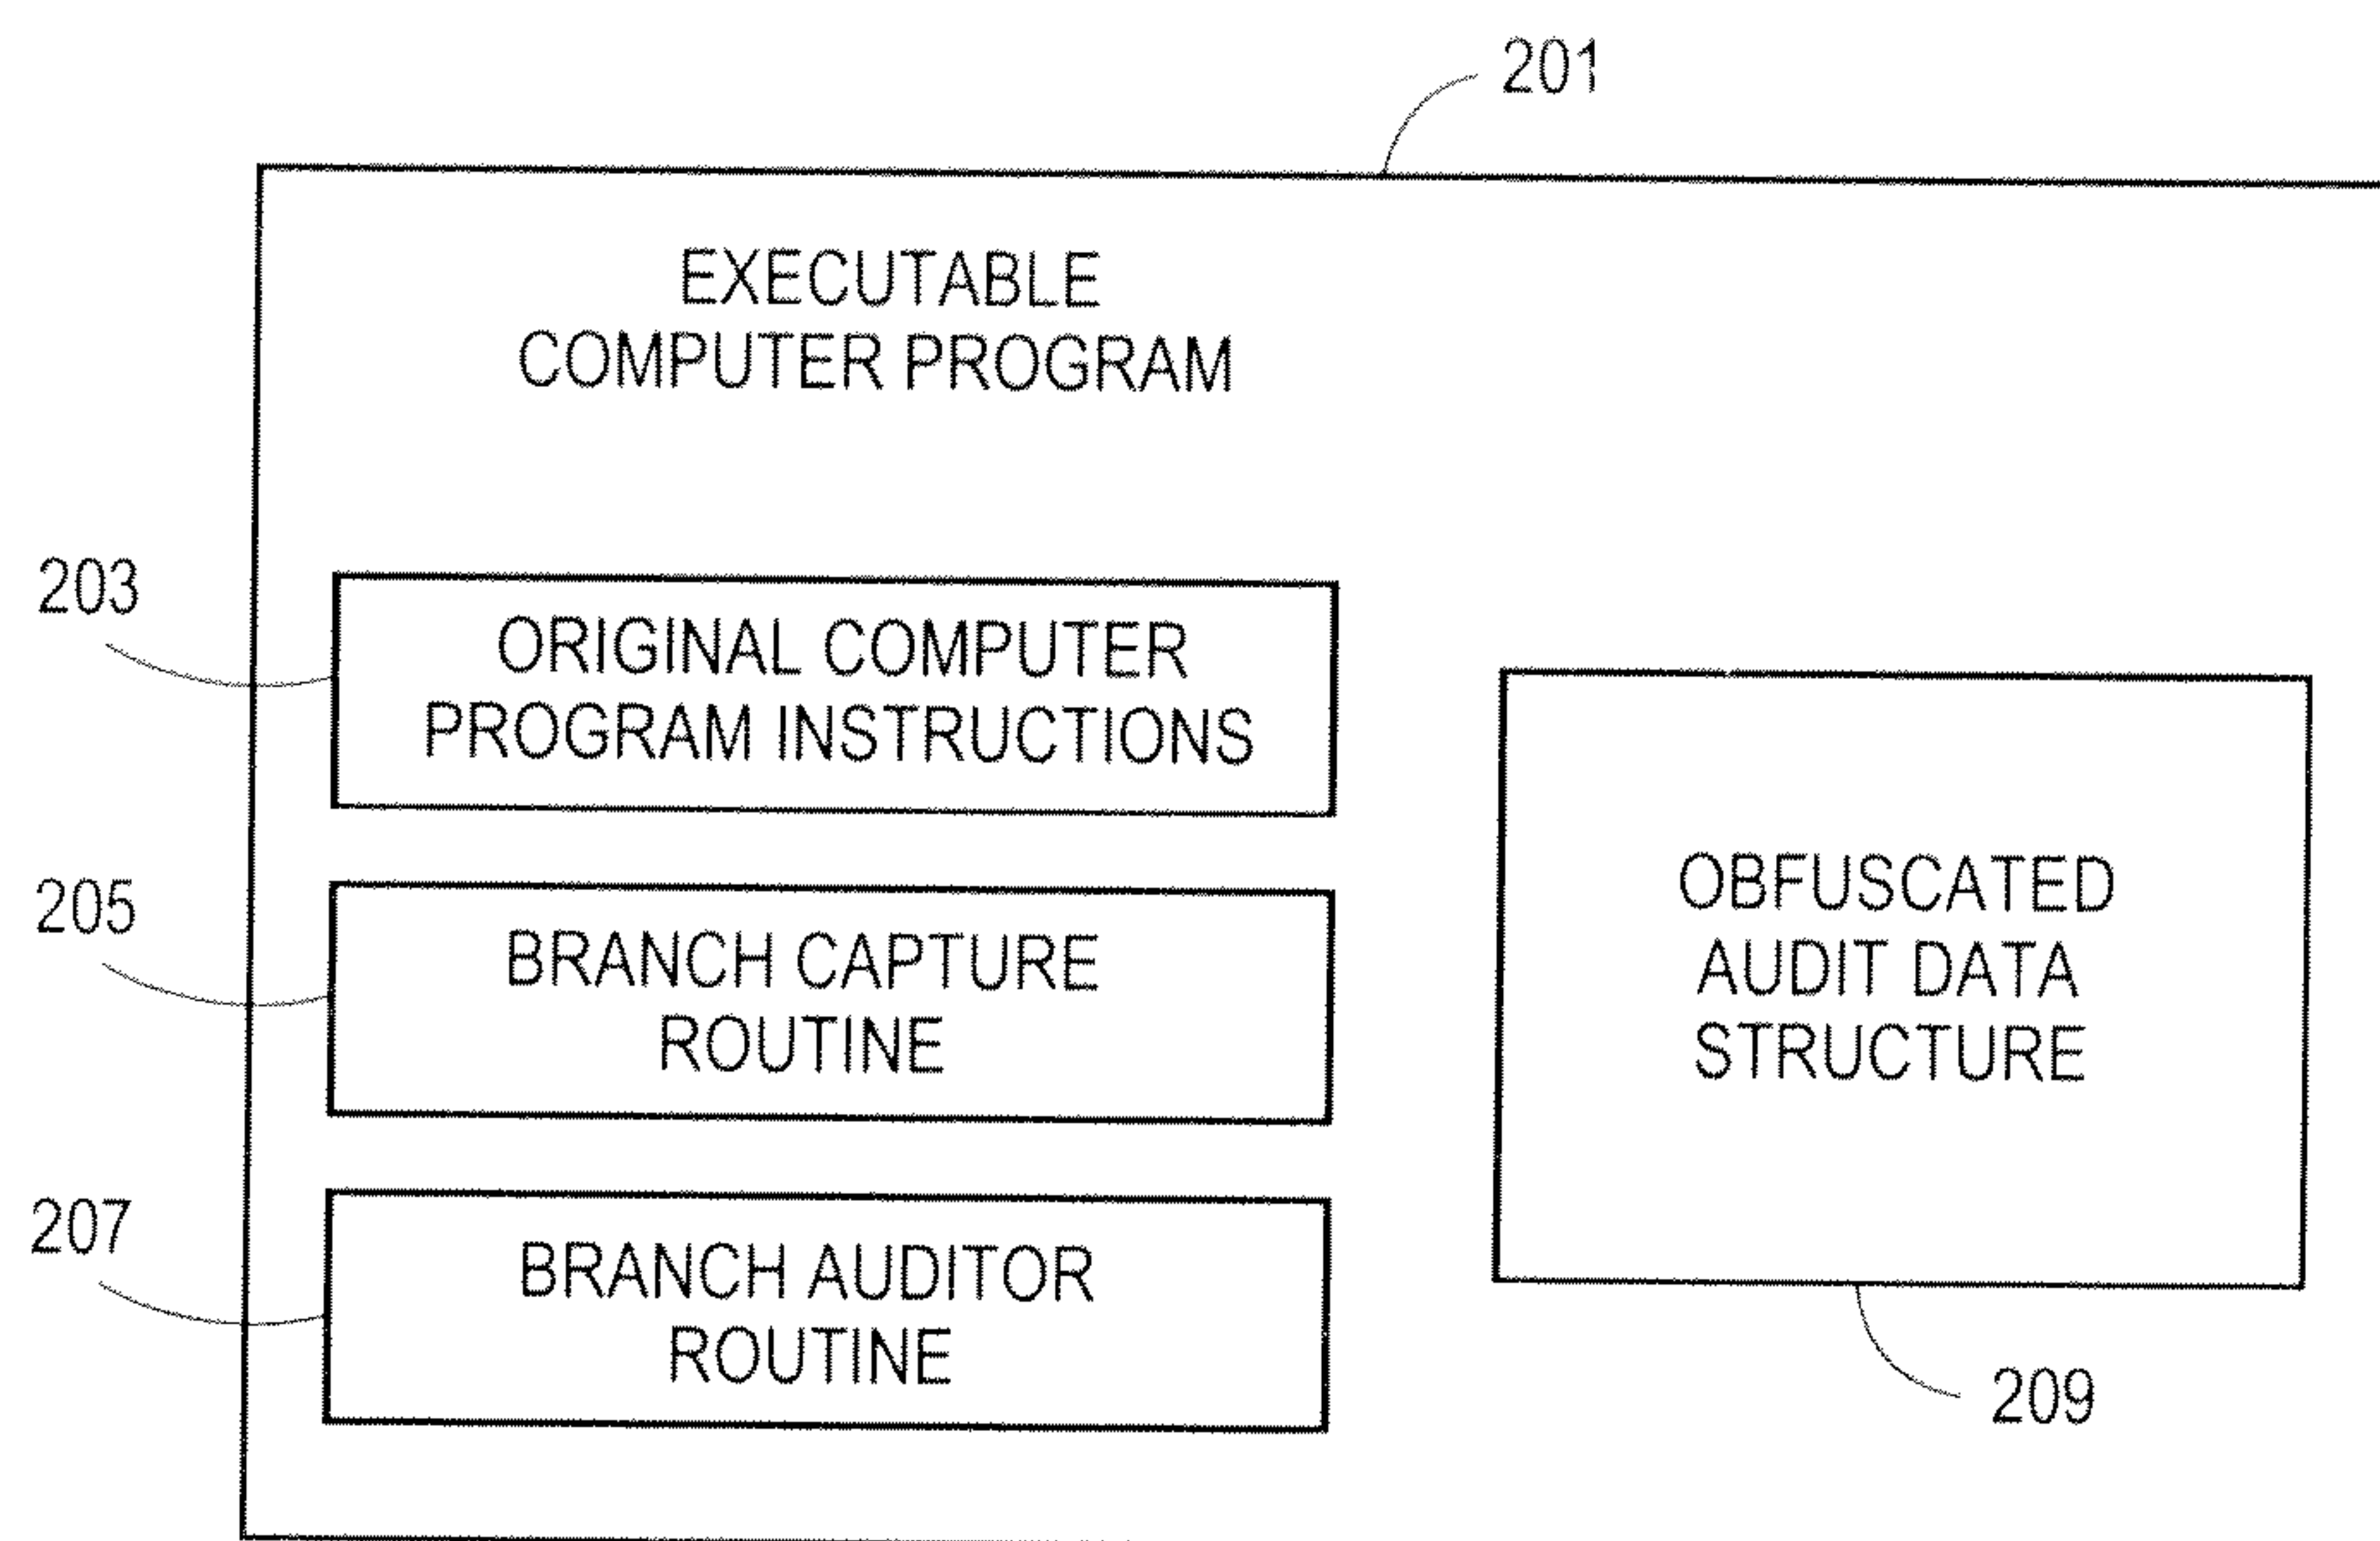 201
EXECUTABLE
COMPUTER PROGRAM
203
ORIGINAL COMPUTER
PROGRAM INSTRUCTIONS
205
BRANCH CAPTURE
ROUTINE
207
BRANCH AUDITOR
ROUTINE
OBFUSCATED
AUDIT DATA
STRUCTURE
209